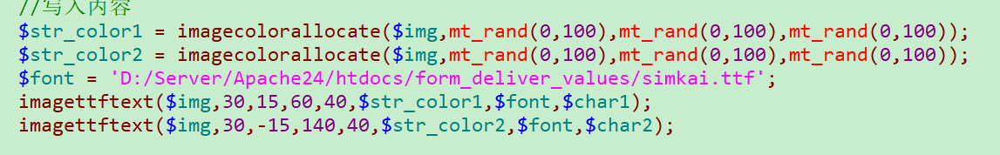 //写入内容
$str_color1 = imagecolorallocate($img,mt_rand(0,100),mt_rand(0,100),mt_rand(0,100));
$str_color2 = imagecolorallocate($img,mt_rand(0,100),mt_rand(0,100),mt_rand(0,100));
$font = 'D:/Server/Apache24/htdocs/form_deliver_values/simkai.ttf';
imagettftext($img,30,15,60,40,$str_color1,$font,$char1);
imagettftext($img,30,-15,140,40,$str_color2,$font,$char2);